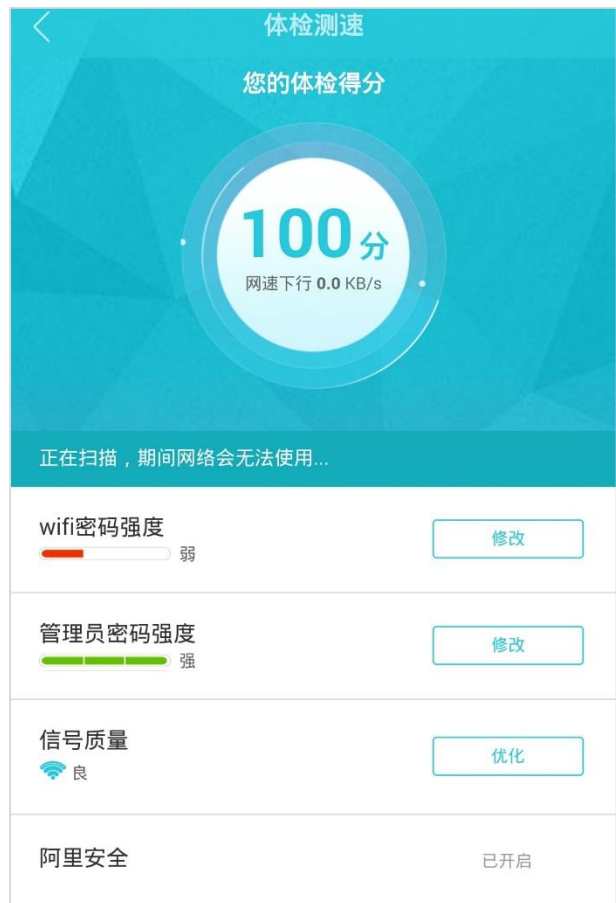 体检测速
您的体检得分
100分
网速下行 0.0 KB/s
正在扫描，期间网络会无法使用...
wifi密码强度
弱
修改
管理员密码强度
强
修改
信号质量
良
优化
阿里安全
已开启